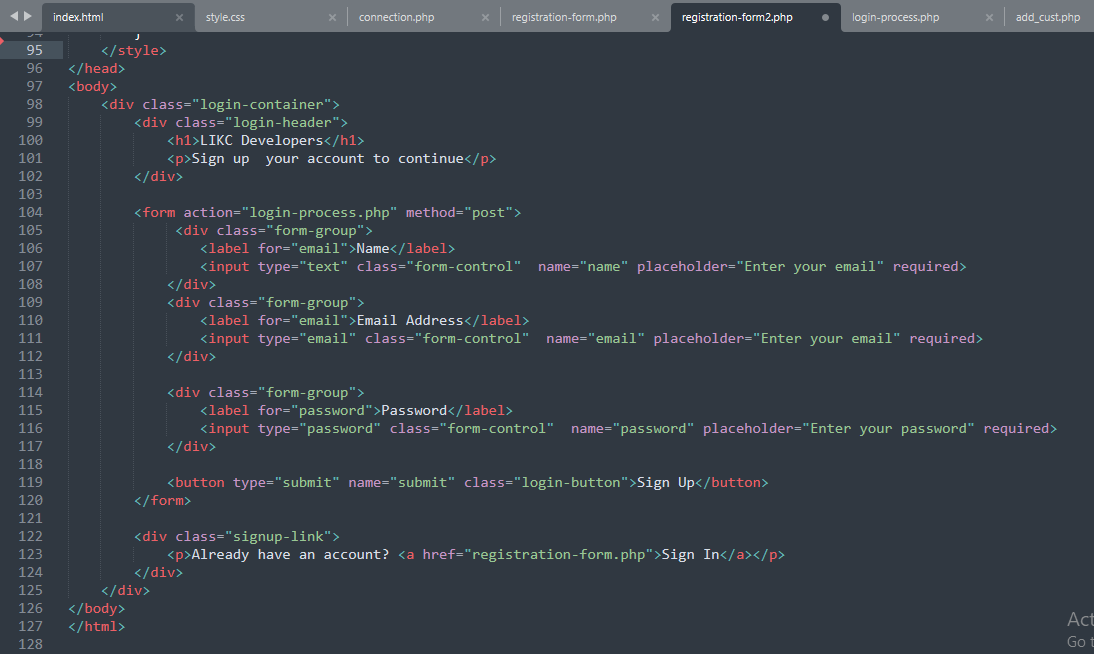 index.html × style.css × connection.php × registration-form.php × registration-form2.php login-process.php × add_cust.php
94 }
95 </style>
96 </head>
97 <body>
98 <div class="login-container">
99 <div class="login-header">
100 <h1>LIKC Developers</h1>
101 <p>Sign up  your account to continue</p>
102 </div>
103
104 <form action="login-process.php" method="post">
105 <div class="form-group">
106 <label for="email">Name</label>
107 <input type="text" class="form-control"  name="name" placeholder="Enter your email" required>
108 </div>
109 <div class="form-group">
110 <label for="email">Email Address</label>
111 <input type="email" class="form-control"  name="email" placeholder="Enter your email" required>
112 </div>
113
114 <div class="form-group">
115 <label for="password">Password</label>
116 <input type="password" class="form-control"  name="password" placeholder="Enter your password" required>
117 </div>
118
119 <button type="submit" name="submit" class="login-button">Sign Up</button>
120 </form>
121
122 <div class="signup-link">
123 <p>Already have an account? <a href="registration-form.php">Sign In</a></p>
124 </div>
125 </div>
126 </body>
127 </html>
128
Act
Go t